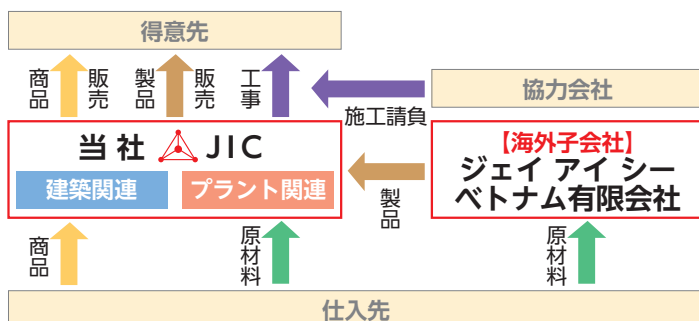 得意先
商品
販売
製品
販売
工事
施工請負
協力会社
当社 JIC
建築関連
プラント関連
【海外子会社】
ジェイ アイ シー
ベトナム有限会社
製品
商品
原材料
原材料
仕入先